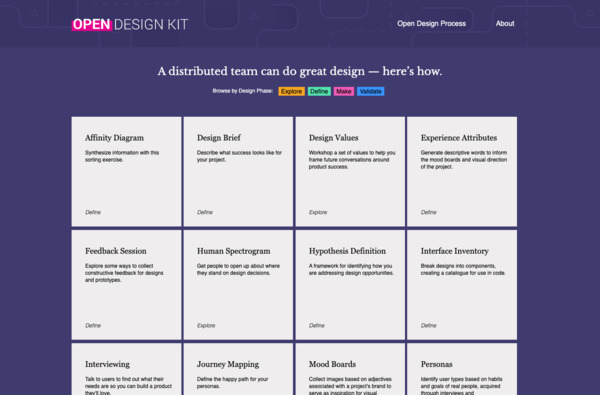 OPEN DESIGN KIT
Open Design Process
About
A distributed team can do great design — here's how.
Browse by Design Phase: Explore Define Make Validate
Affinity Diagram
Synthesize information with this
sorting exercise.
Define
Design Brief
Describe what success looks like for
your project.
Define
Design Values
Workshop a set of values to help you
frame future conversations around
product success.
Explore
Experience Attributes
Generate descriptive words to inform
the mood boards and visual direction
of the project.
Define
Feedback Session
Explore some ways to collect
constructive feedback for designs
and prototypes.
Define
Human Spectrogram
Get people to open up about where
they stand on design decisions.
Explore
Hypothesis Definition
A framework for identifying how you
are addressing design opportunities.
Define
Interface Inventory
Break designs into components,
creating a catalogue for use in code.
Define
Interviewing
Talk to users to find out what their
needs are so you can build a product
they'll love.
Journey Mapping
Define the happy path for your
personas.
Mood Boards
Collect images based on adjectives
associated with a project's brand to
serve as inspiration for visual
Personas
Identify user types based on habits
and goals of real people, acquired
through interviews and